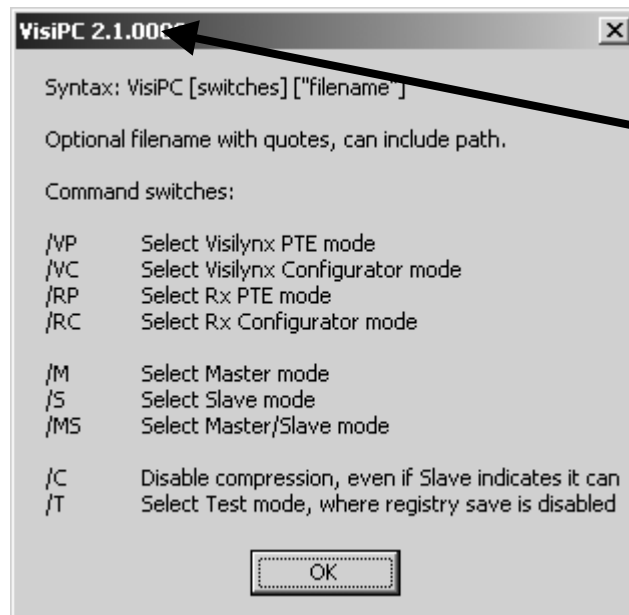 VisiPC
Syntax: VisiPC [switches] ["filename"]
Optional filename with quotes, can include path.
Command switches:
/VP Select Visilynx PTE mode
/VC Select Visilynx Configurator mode
/RP Select Rx PTE mode
/RC Select Rx Configurator mode
/M Select Master mode
/S Select Slave mode
/MS Select Master/Slave mode
/C Disable compression, even if Slave indicates it can
/T Select Test mode, where registry save is disabled
OK